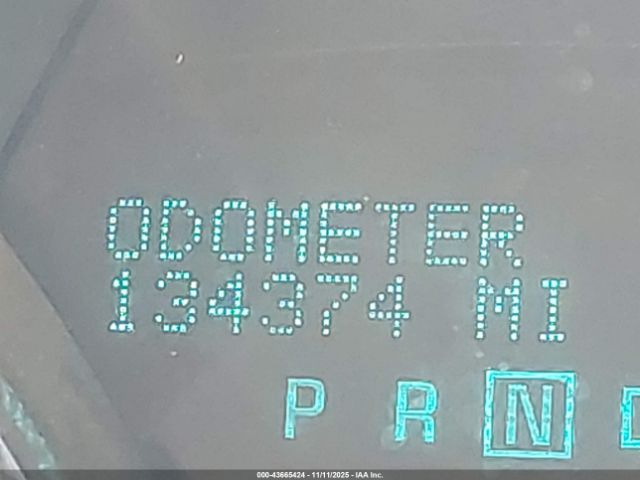 ODOMETER
134374 MI
P R N
000-43665424 - 11/11/2025 - IAA Inc.